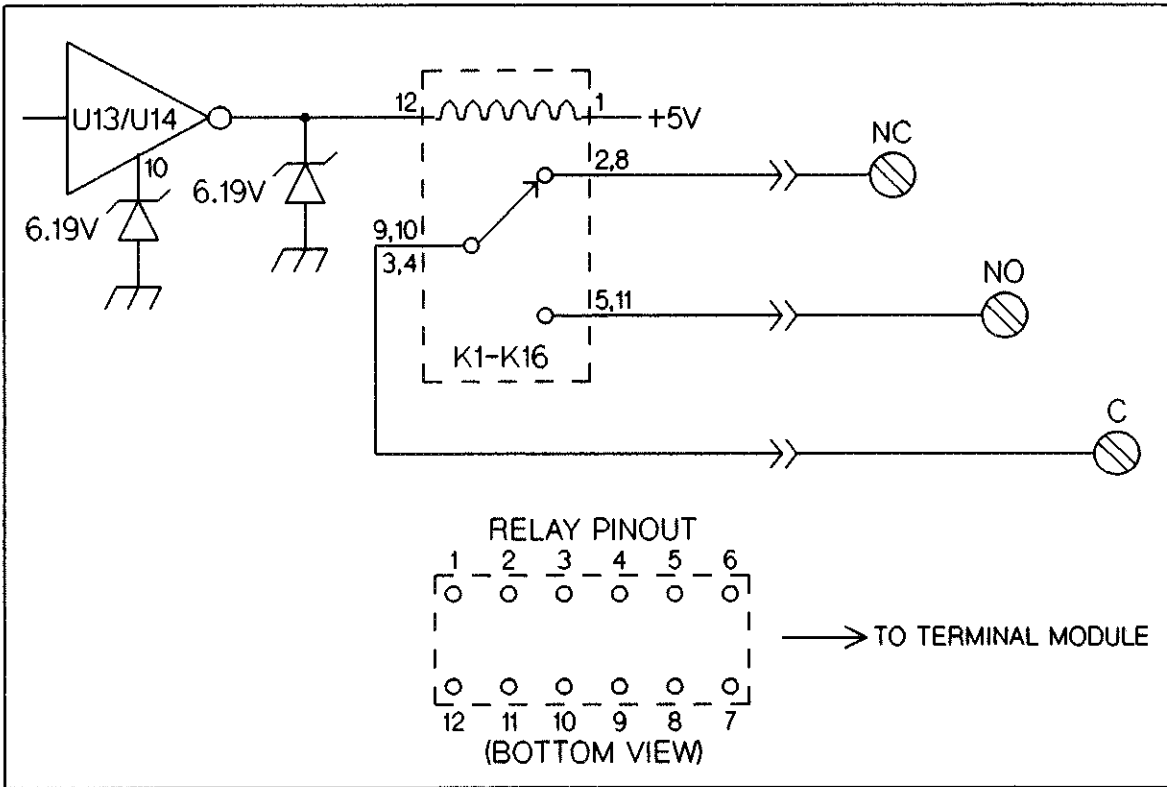 U13/U14
10
6.19V
6.19V
12
1
+5V
2,8
NC
9,10
3,4
5,11
NO
K1-K16
C
RELAY PINOUT
1 2 3 4 5 6
TO TERMINAL MODULE
12 11 10 9 8 7
(BOTTOM VIEW)